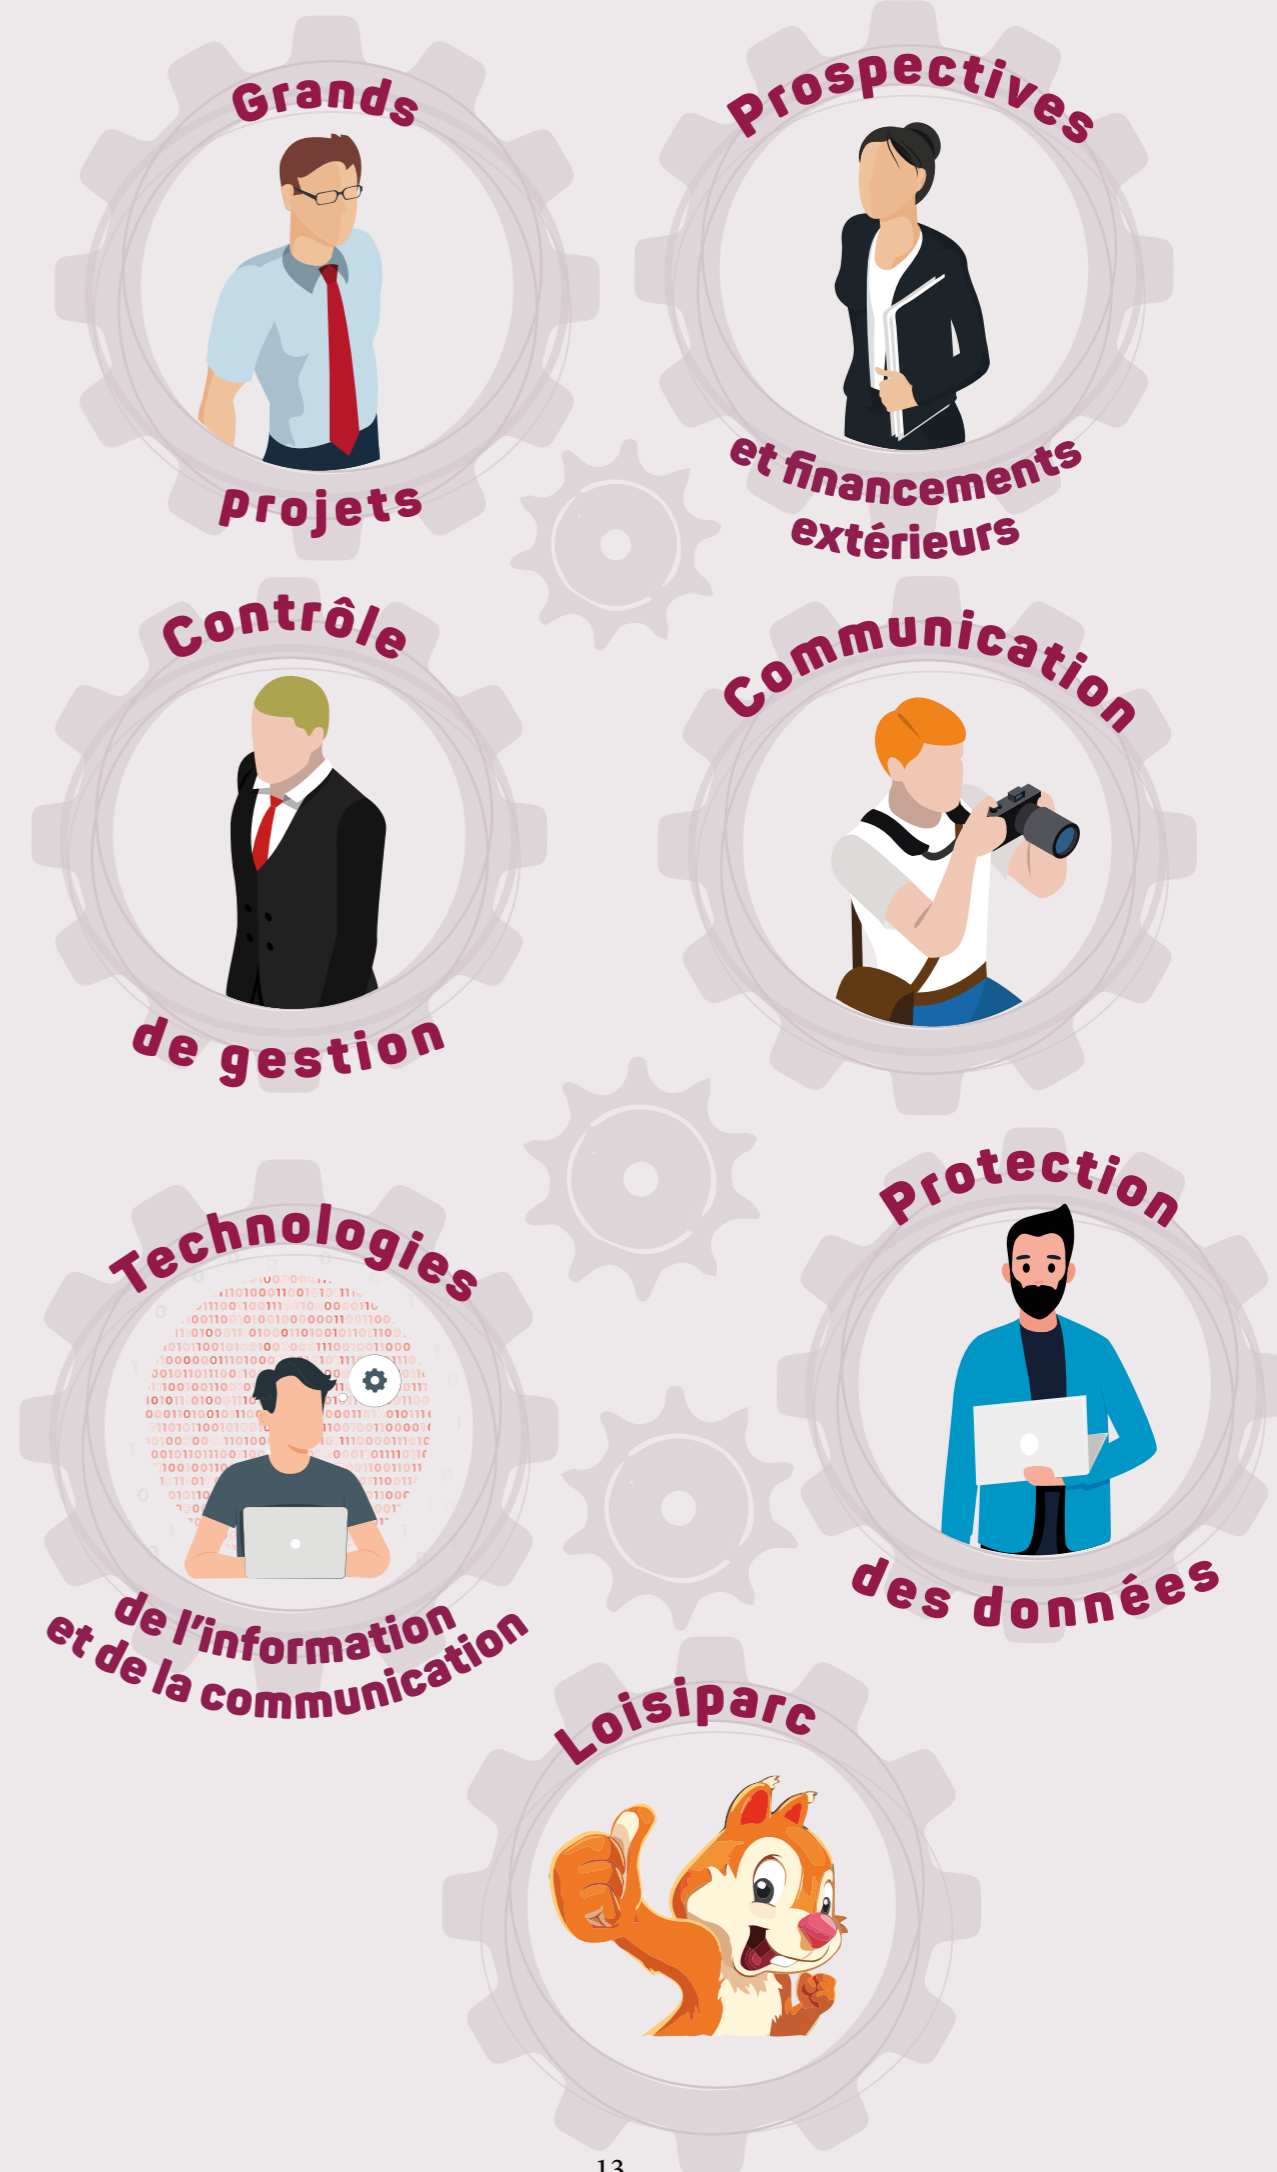 Grands
projets
Prospectives
et financements
extérieurs
Contrôle
de gestion
Communication
Technologies
de l'information
et de la communication
Protection
des données
Loisiparc
13